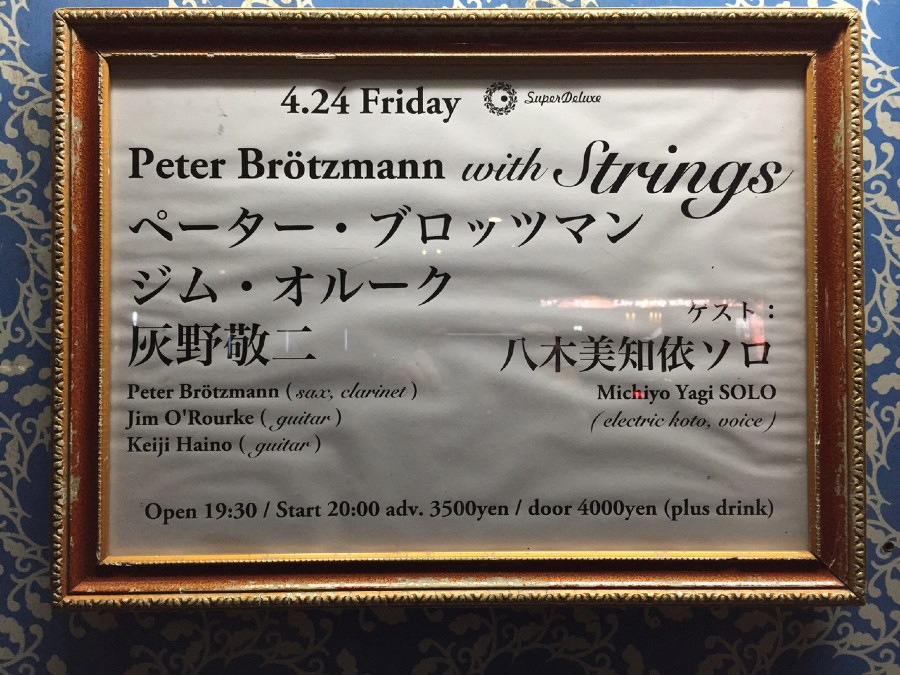 4.24 Friday SuperDeluxe
Peter Brötzmann with Strings
ペーター・ブロッツマン
ジム・オルーク
灰野敬二
ゲスト：
八木美知依ソロ
Peter Brötzmann ( sax, clarinet )
Jim O'Rourke ( guitar )
Keiji Haino ( guitar )
Michiyo Yagi SOLO
( electric koto, voice )
Open 19:30 / Start 20:00 adv. 3500yen / door 4000yen (plus drink)